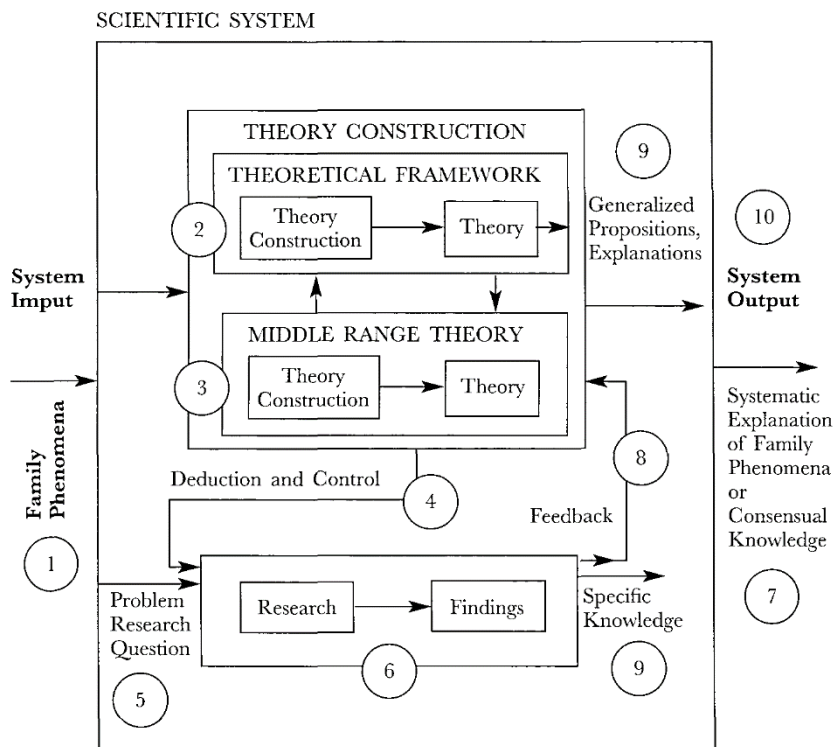 SCIENTIFIC SYSTEM
THEORY CONSTRUCTION
THEORETICAL FRAMEWORK
2
Theory
Construction
Theory
9
Generalized
Propositions,
Explanations
10
System
Imput
System
Output
MIDDLE RANGE THEORY
3
Theory
Construction
Theory
Family
Phenomena
1
Deduction and Control
4
8
Feedback
Systematic
Explanation
of Family
Phenomena
or
Consensual
Knowledge
7
Problem
Research
Question
5
Research
Findings
6
Specific
Knowledge
9